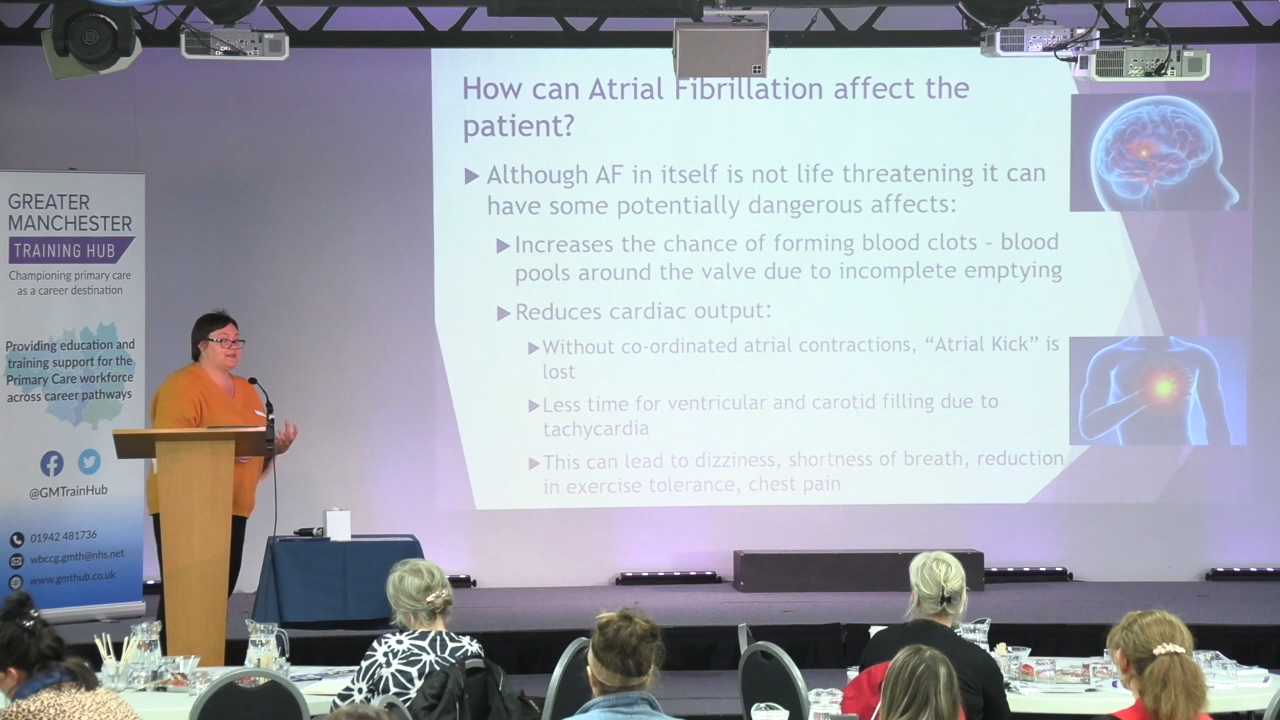 GREATER
MANCHESTER
TRAINING HUB
Championing primary care
as a career destination
Providing education and
training support for the
Primary Care workforce
across career pathways
@GMTrainHub
01942 481736
wbccg.gmth@nhs.net
www.gmthub.co.uk
How can Atrial Fibrillation affect the
patient?
Although AF in itself is not life threatening it can
have some potentially dangerous affects:
Increases the chance of forming blood clots – blood
pools around the valve due to incomplete emptying
Reduces cardiac output:
Without co-ordinated atrial contractions, “Atrial Kick” is
lost
Less time for ventricular and carotid filling due to
tachycardia
This can lead to dizziness, shortness of breath, reduction
in exercise tolerance, chest pain